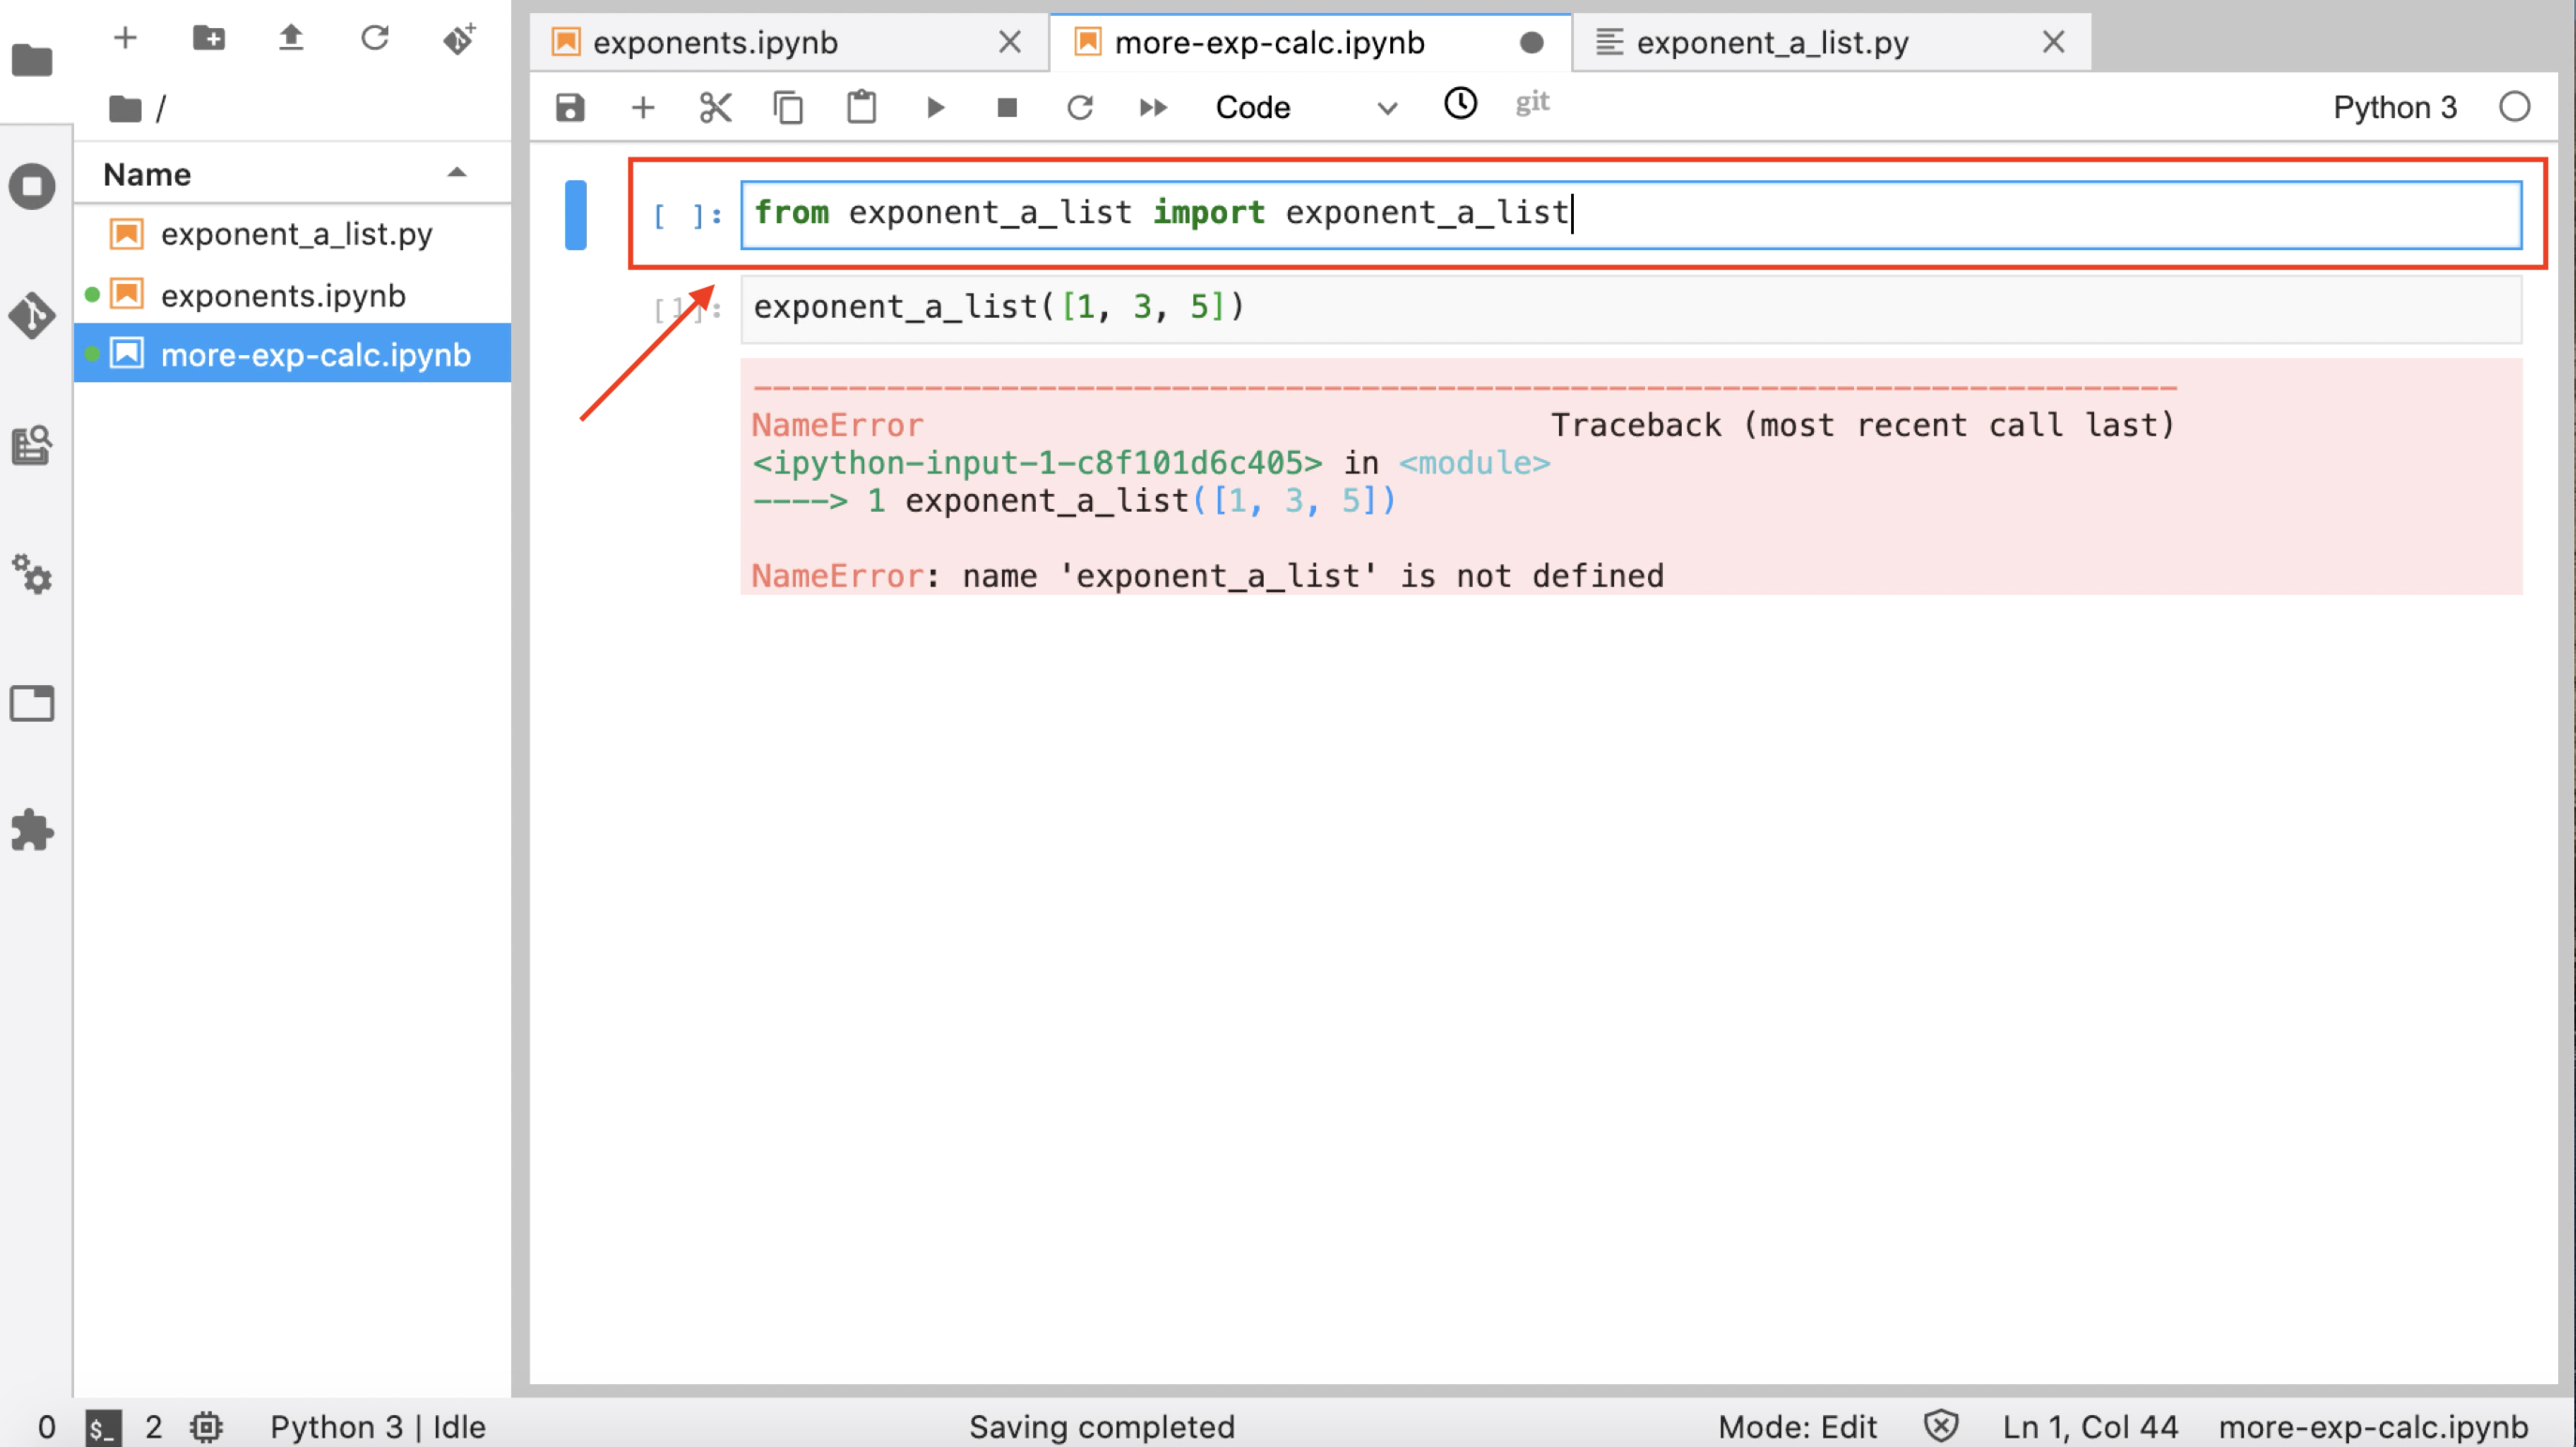 exponents.ipynb
more-exp-calc.ipynb
exponent_a_list.py
/
Code
git
Python 3
Name
exponent_a_list.py
exponents.ipynb
more-exp-calc.ipynb
[ ]: from exponent_a_list import exponent_a_list
[1]: exponent_a_list([1, 3, 5])
---------------------------------------------------------------------------
NameError Traceback (most recent call last)
<ipython-input-1-c8f101d6c405> in <module>
----> 1 exponent_a_list([1, 3, 5])
NameError: name 'exponent_a_list' is not defined
0 $_ 2 Python 3 | Idle Saving completed Mode: Edit Ln 1, Col 44 more-exp-calc.ipynb